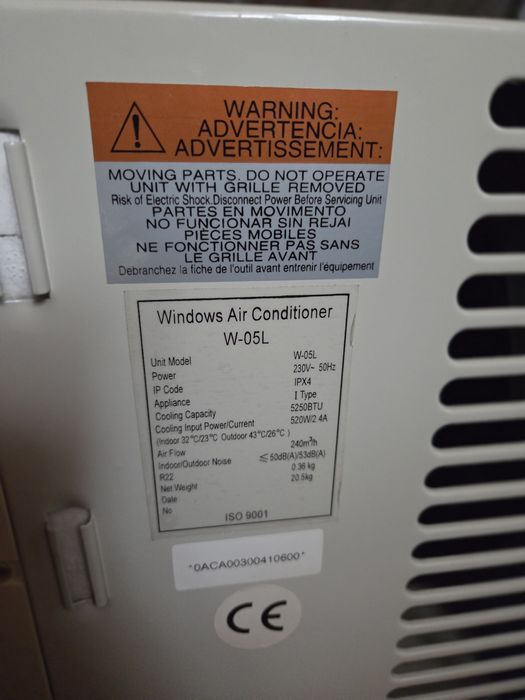 WARNING:
ADVERTENCIA:
ADVERTISSEMENT:
MOVING PARTS. DO NOT OPERATE
UNIT WITH GRILLE REMOVED
Risk of Electric Shock.Disconnect Power Before Servicing Unit
PARTES EN MOVIMENTO
NO FUNCIONAR SIN REJAI
PIÈCES MOBILES
NE FONCTIONNER PAS SANS
LE GRILLE AVANT
Debranchez la fiche de l'outil avant entrenir l'équipement
Windows Air Conditioner
W-05L
Unit Model W-05L
Power 230V~ 50Hz
IP Code IPX4
Appliance I Type
Cooling Capacity 5250BTU
Cooling Input Power/Current 520W/2.4A
(Indoor 32°C/23°C Outdoor 43°C/26°C)
Air Flow 240m³/h
Indoor/Outdoor Noise ≤50dB(A)/53dB(A)
R22 0.36 kg
Net Weight 20.5kg
Date
No
ISO 9001
*0ACA00300410600*
CE